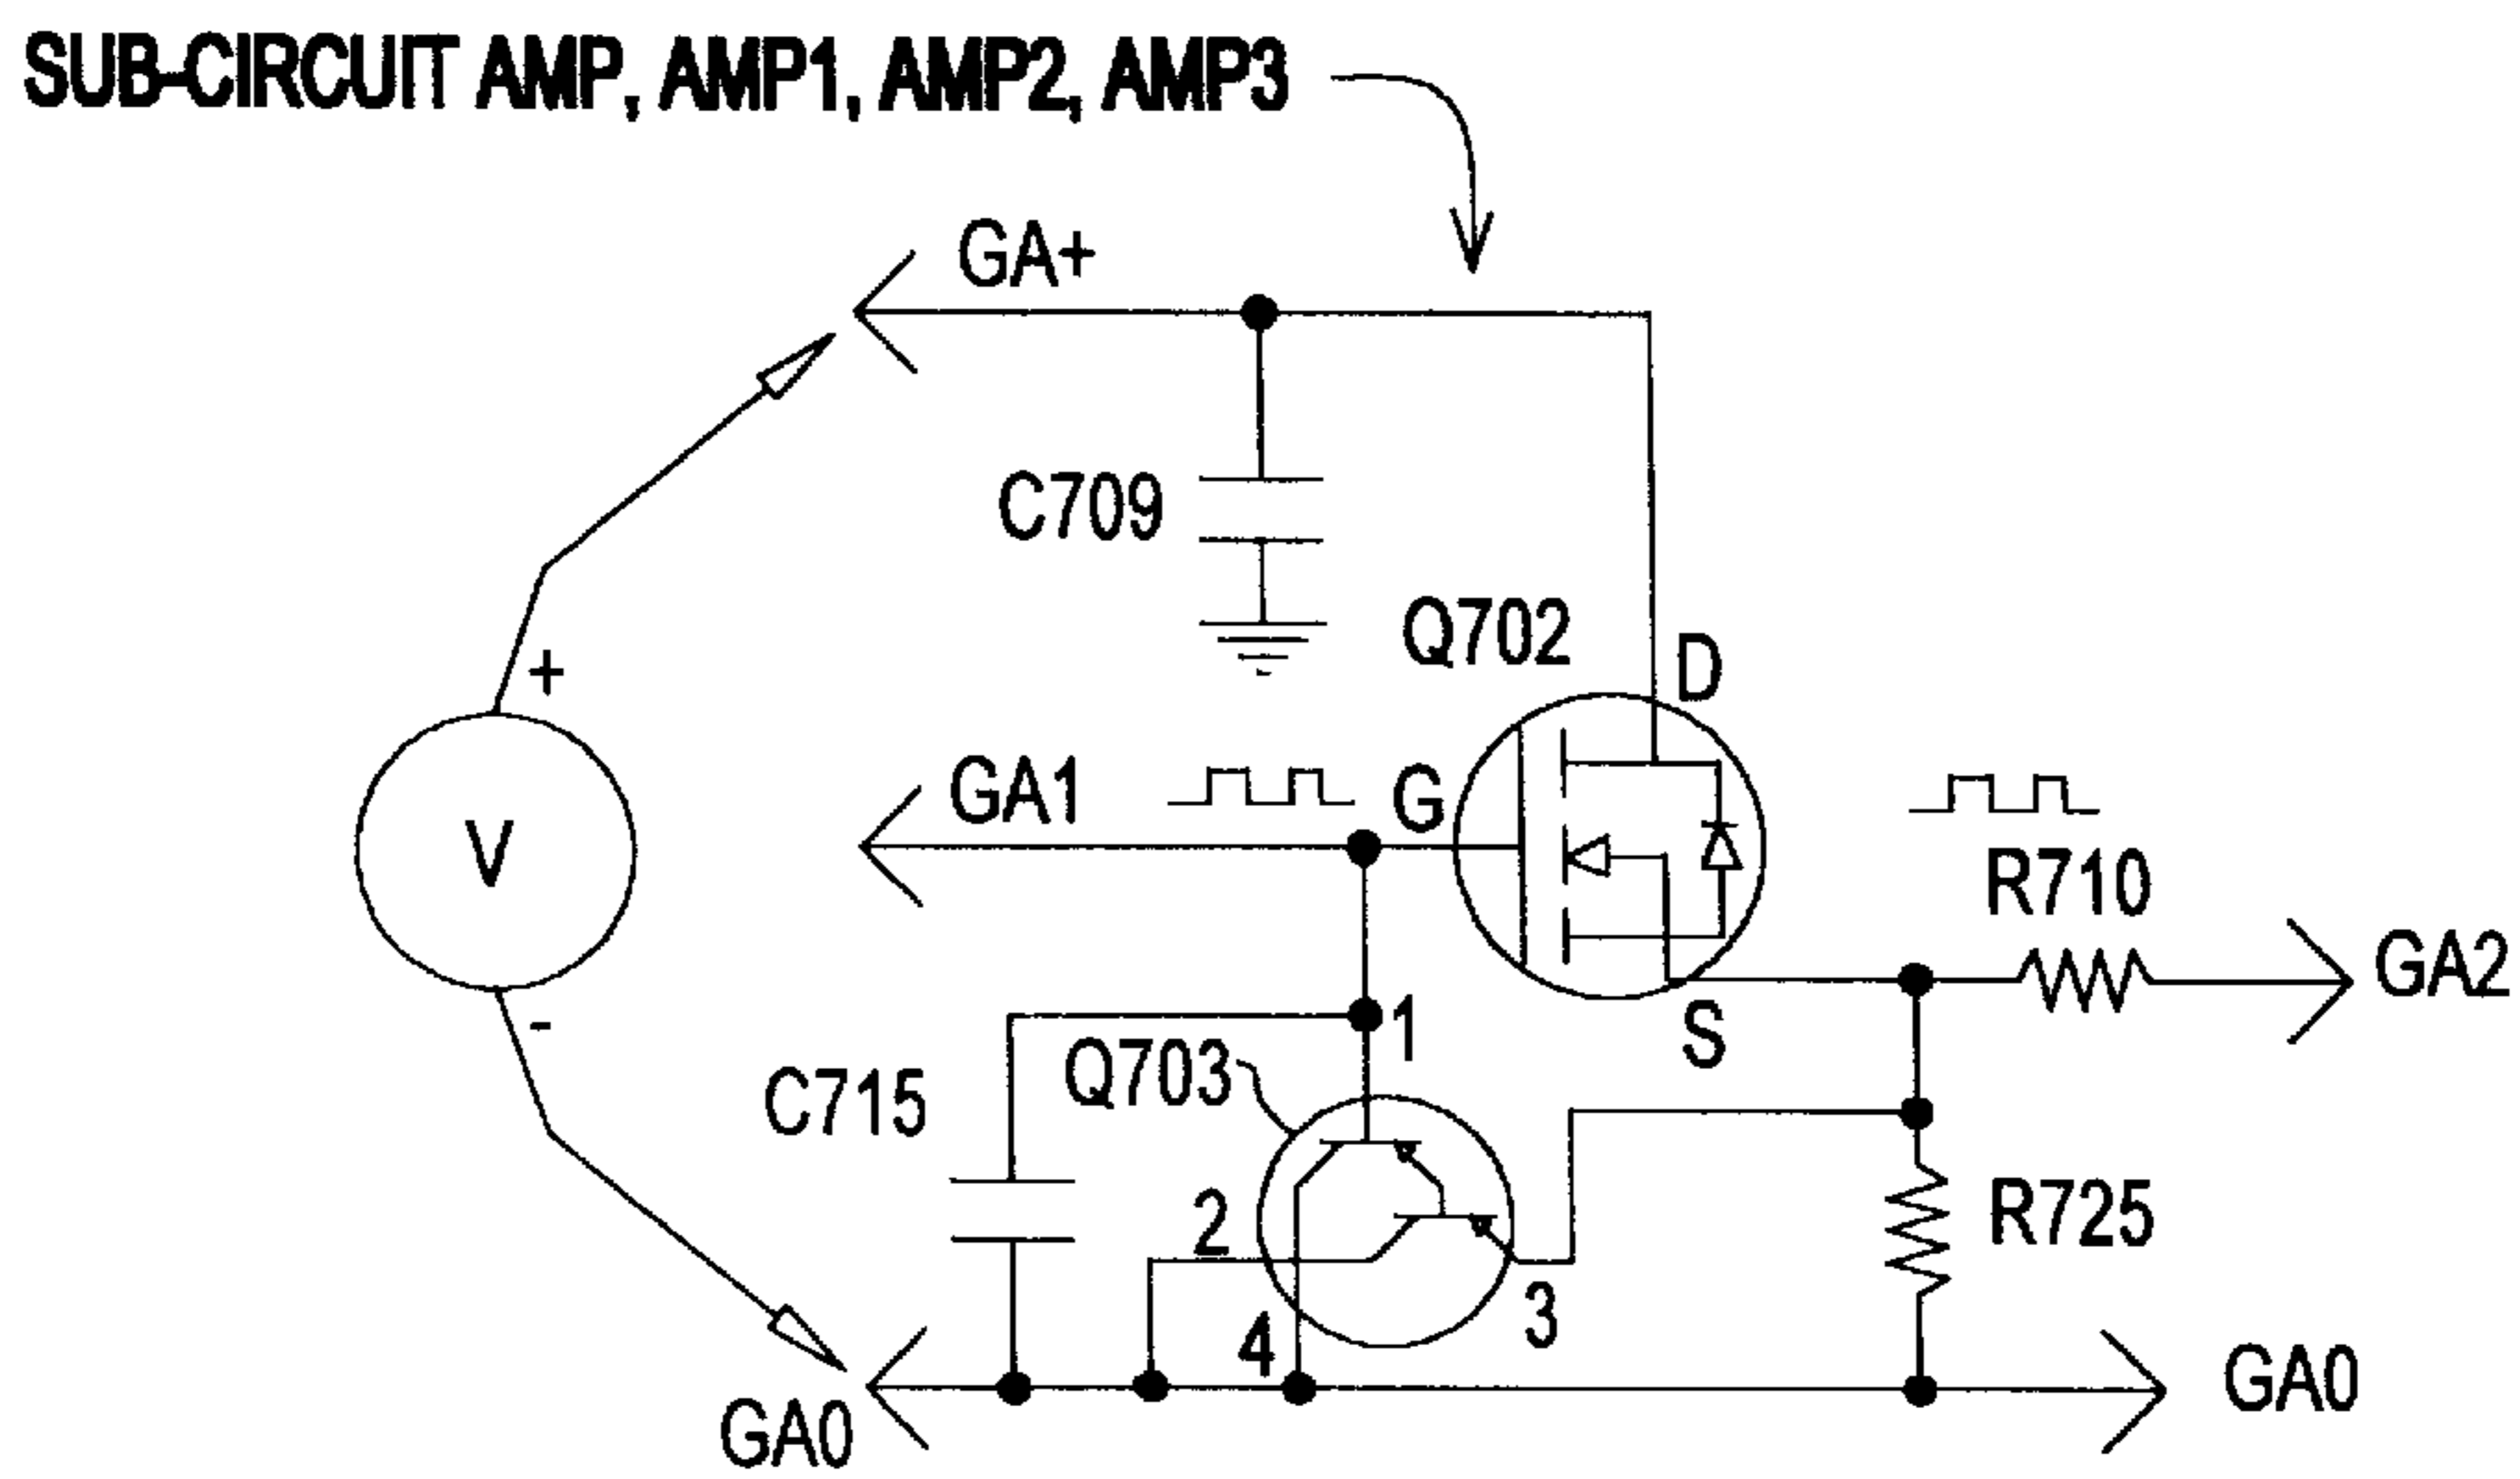 SUB-CIRCUIT AMP, AMP1, AMP2, AMP3
GA+
C709
Q702
D
+
V
-
GA1
G
R710
GA2
S
1
Q703
C715
2
R725
3
4
GA0
GA0